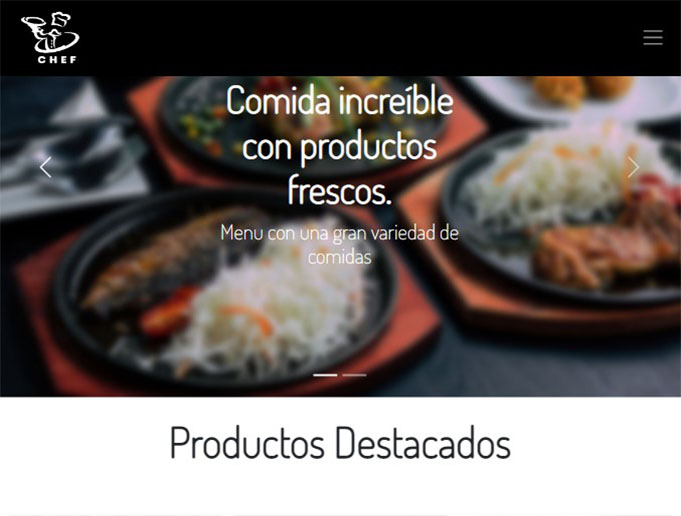 CHEF
Comida increíble
con productos
frescos.
Menu con una gran variedad de
comidas
Productos Destacados